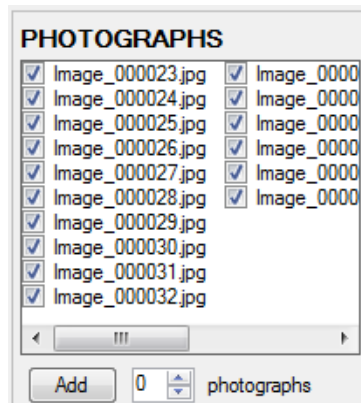 PHOTOGRAPHS
Image_000023.jpg Image_0000
Image_000024.jpg Image_0000
Image_000025.jpg Image_0000
Image_000026.jpg Image_0000
Image_000027.jpg Image_0000
Image_000028.jpg Image_0000
Image_000029.jpg
Image_000030.jpg
Image_000031.jpg
Image_000032.jpg
Add 0 photographs